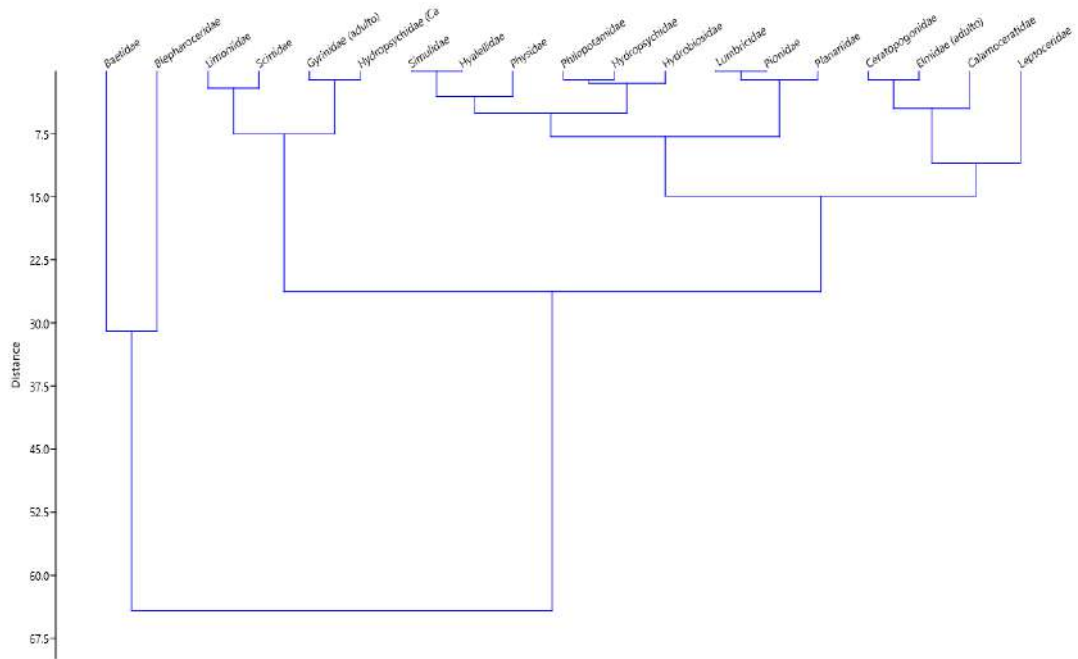 Baetidae
Blepharoceridae
Limoniidae
Scirtidae
Gyrinidae (adulto)
Hydropsychidae (Ca
Simulidae
Hyalellidae
Physidae
Philopotamidae
Hydropsychidae
Hydrobiosidae
Lumbricidae
Pionidae
Planariidae
Ceratopogonidae
Elmidae (adulto)
Calamoceratidae
Leptoceridae
7.5
15.0
22.5
30.0
37.5
45.0
52.5
60.0
67.5
Distance